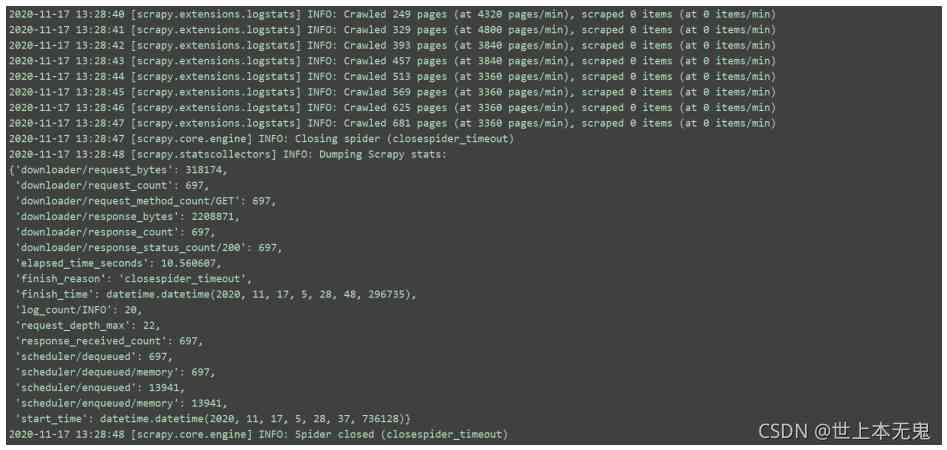 2020-11-17 13:28:40 [scrapy.extensions.logstats] INFO: Crawled 249 pages (at 4320 pages/min), scraped 0 items (at 0 items/min)
2020-11-17 13:28:41 [scrapy.extensions.logstats] INFO: Crawled 329 pages (at 4800 pages/min), scraped 0 items (at 0 items/min)
2020-11-17 13:28:42 [scrapy.extensions.logstats] INFO: Crawled 393 pages (at 3840 pages/min), scraped 0 items (at 0 items/min)
2020-11-17 13:28:43 [scrapy.extensions.logstats] INFO: Crawled 457 pages (at 3840 pages/min), scraped 0 items (at 0 items/min)
2020-11-17 13:28:44 [scrapy.extensions.logstats] INFO: Crawled 513 pages (at 3360 pages/min), scraped 0 items (at 0 items/min)
2020-11-17 13:28:45 [scrapy.extensions.logstats] INFO: Crawled 569 pages (at 3360 pages/min), scraped 0 items (at 0 items/min)
2020-11-17 13:28:46 [scrapy.extensions.logstats] INFO: Crawled 625 pages (at 3360 pages/min), scraped 0 items (at 0 items/min)
2020-11-17 13:28:47 [scrapy.extensions.logstats] INFO: Crawled 681 pages (at 3360 pages/min), scraped 0 items (at 0 items/min)
2020-11-17 13:28:47 [scrapy.core.engine] INFO: Closing spider (closespider_timeout)
2020-11-17 13:28:48 [scrapy.statscollectors] INFO: Dumping Scrapy stats:
{'downloader/request_bytes': 318174,
 'downloader/request_count': 697,
 'downloader/request_method_count/GET': 697,
 'downloader/response_bytes': 2208871,
 'downloader/response_count': 697,
 'downloader/response_status_count/200': 697,
 'elapsed_time_seconds': 10.560607,
 'finish_reason': 'closespider_timeout',
 'finish_time': datetime.datetime(2020, 11, 17, 5, 28, 48, 296735),
 'log_count/INFO': 20,
 'request_depth_max': 22,
 'response_received_count': 697,
 'scheduler/dequeued': 697,
 'scheduler/dequeued/memory': 697,
 'scheduler/enqueued': 13941,
 'scheduler/enqueued/memory': 13941,
 'start_time': datetime.datetime(2020, 11, 17, 5, 28, 37, 736128)}
2020-11-17 13:28:48 [scrapy.core.engine] INFO: Spider closed (closespider_timeout)
CSDN @世上本无鬼